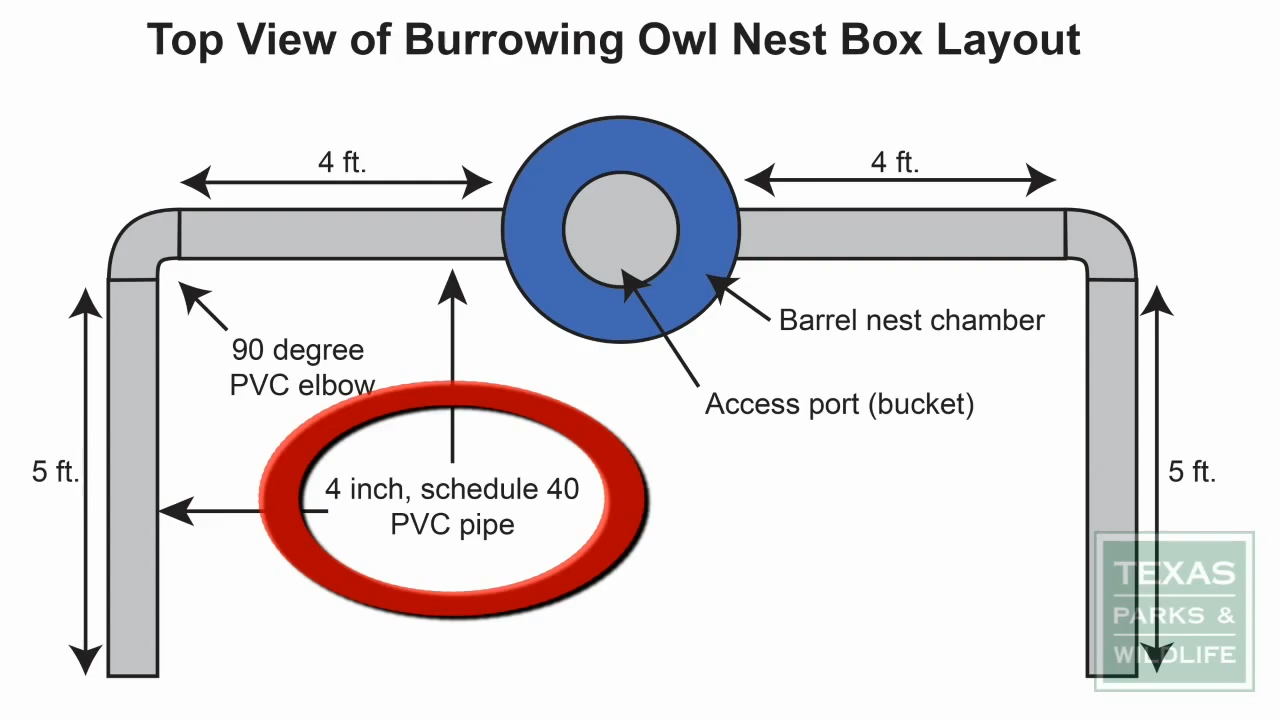 Top View of Burrowing Owl Nest Box Layout
4 ft.
4 ft.
Barrel nest chamber
90 degree
PVC elbow
Access port (bucket)
5 ft.
4 inch, schedule 40
PVC pipe
5 ft.
TEXAS
PARKS &
WILDLIFE